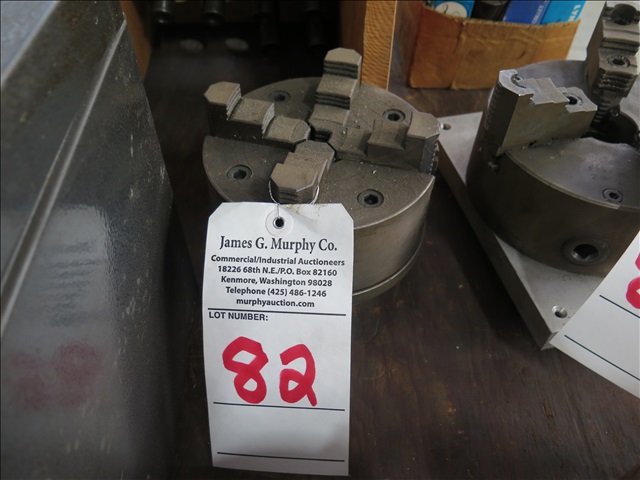 James G. Murphy Co.
Commercial/Industrial Auctioneers
18226 68th N.E./P.O. Box 82160
Kenmore, Washington 98028
Telephone (425) 486-1246
murphyauction.com
LOT NUMBER:
82